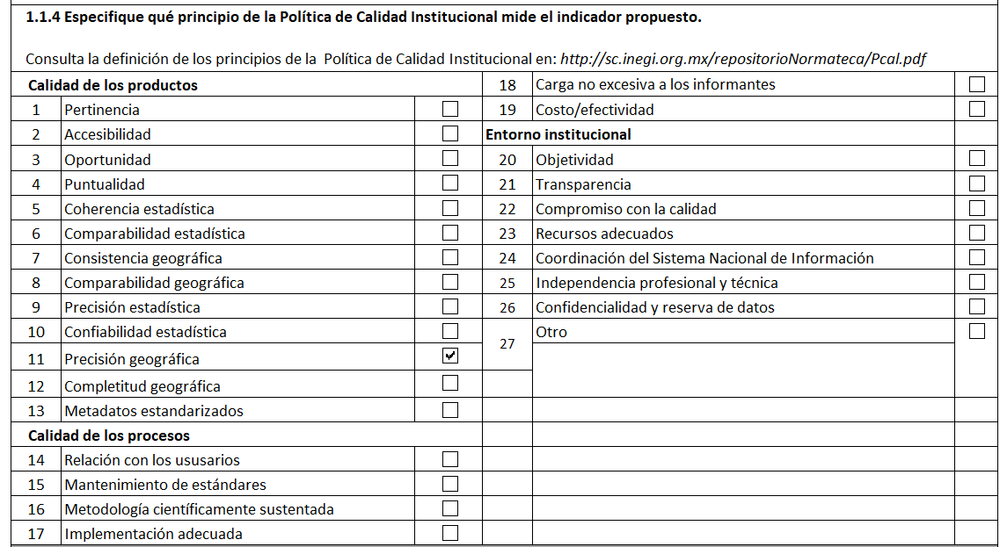 1.1.4 Especifique qué principio de la Política de Calidad Institucional mide el indicador propuesto.
Consulta la definición de los principios de la  Política de Calidad Institucional en: http://sc.inegi.org.mx/repositorioNormateca/Pcal.pdf
Calidad de los productos
1 Pertinencia
2 Accesibilidad
3 Oportunidad
4 Puntualidad
5 Coherencia estadística
6 Comparabilidad estadística
7 Consistencia geográfica
8 Comparabilidad geográfica
9 Precisión estadística
10 Confiabilidad estadística
11 Precisión geográfica
12 Completitud geográfica
13 Metadatos estandarizados
Calidad de los procesos
14 Relación con los ususarios
15 Mantenimiento de estándares
16 Metodología científicamente sustentada
17 Implementación adecuada
18 Carga no excesiva a los informantes
19 Costo/efectividad
Entorno institucional
20 Objetividad
21 Transparencia
22 Compromiso con la calidad
23 Recursos adecuados
24 Coordinación del Sistema Nacional de Información
25 Independencia profesional y técnica
26 Confidencialidad y reserva de datos
27 Otro